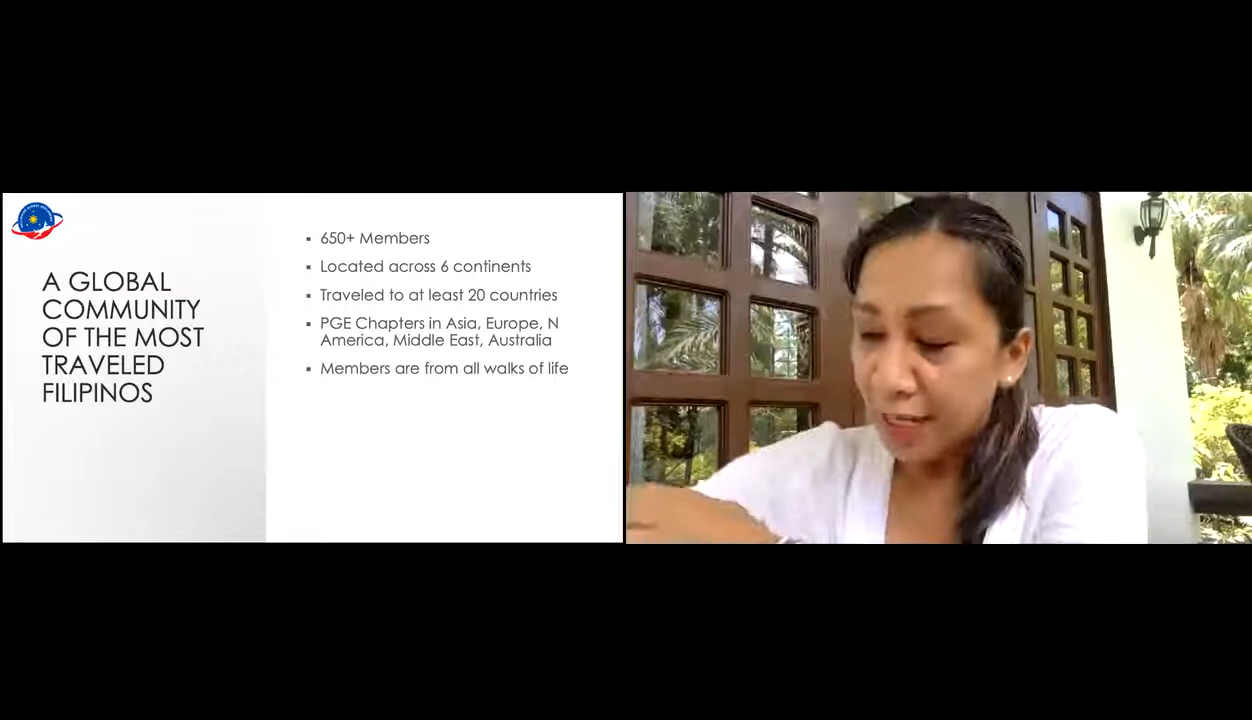 A GLOBAL
COMMUNITY
OF THE MOST
TRAVELED
FILIPINOS
650+ Members
Located across 6 continents
Traveled to at least 20 countries
PGE Chapters in Asia, Europe, N
America, Middle East, Australia
Members are from all walks of life